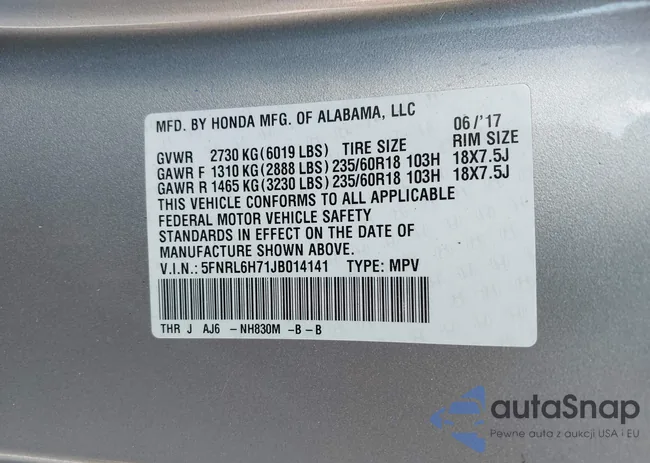 MFD. BY HONDA MFG. OF ALABAMA, LLC 06/'17
GVWR 2730 KG(6019 LBS) TIRE SIZE RIM SIZE
GAWR F 1310 KG(2888 LBS) 235/60R18 103H 18X7.5J
GAWR R 1465 KG(3230 LBS) 235/60R18 103H 18X7.5J
THIS VEHICLE CONFORMS TO ALL APPLICABLE
FEDERAL MOTOR VEHICLE SAFETY
STANDARDS IN EFFECT ON THE DATE OF
MANUFACTURE SHOWN ABOVE.
V.I.N.: 5FNRL6H71JB014141 TYPE: MPV
THR J AJ6 -NH830M -B-B
autaSnap
Pewne auta z aukcji USA i EU